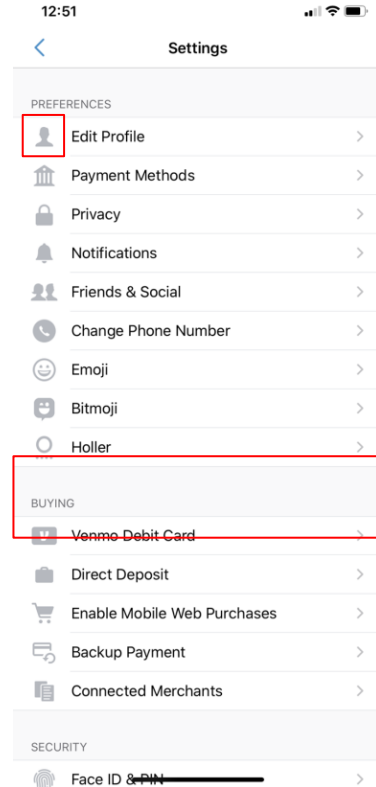 12:51
Settings
PREFERENCES
Edit Profile
Payment Methods
Privacy
Notifications
Friends & Social
Change Phone Number
Emoji
Bitmoji
Holler
BUYING
Venmo Debit Card
Direct Deposit
Enable Mobile Web Purchases
Backup Payment
Connected Merchants
SECURITY
Face ID & PIN